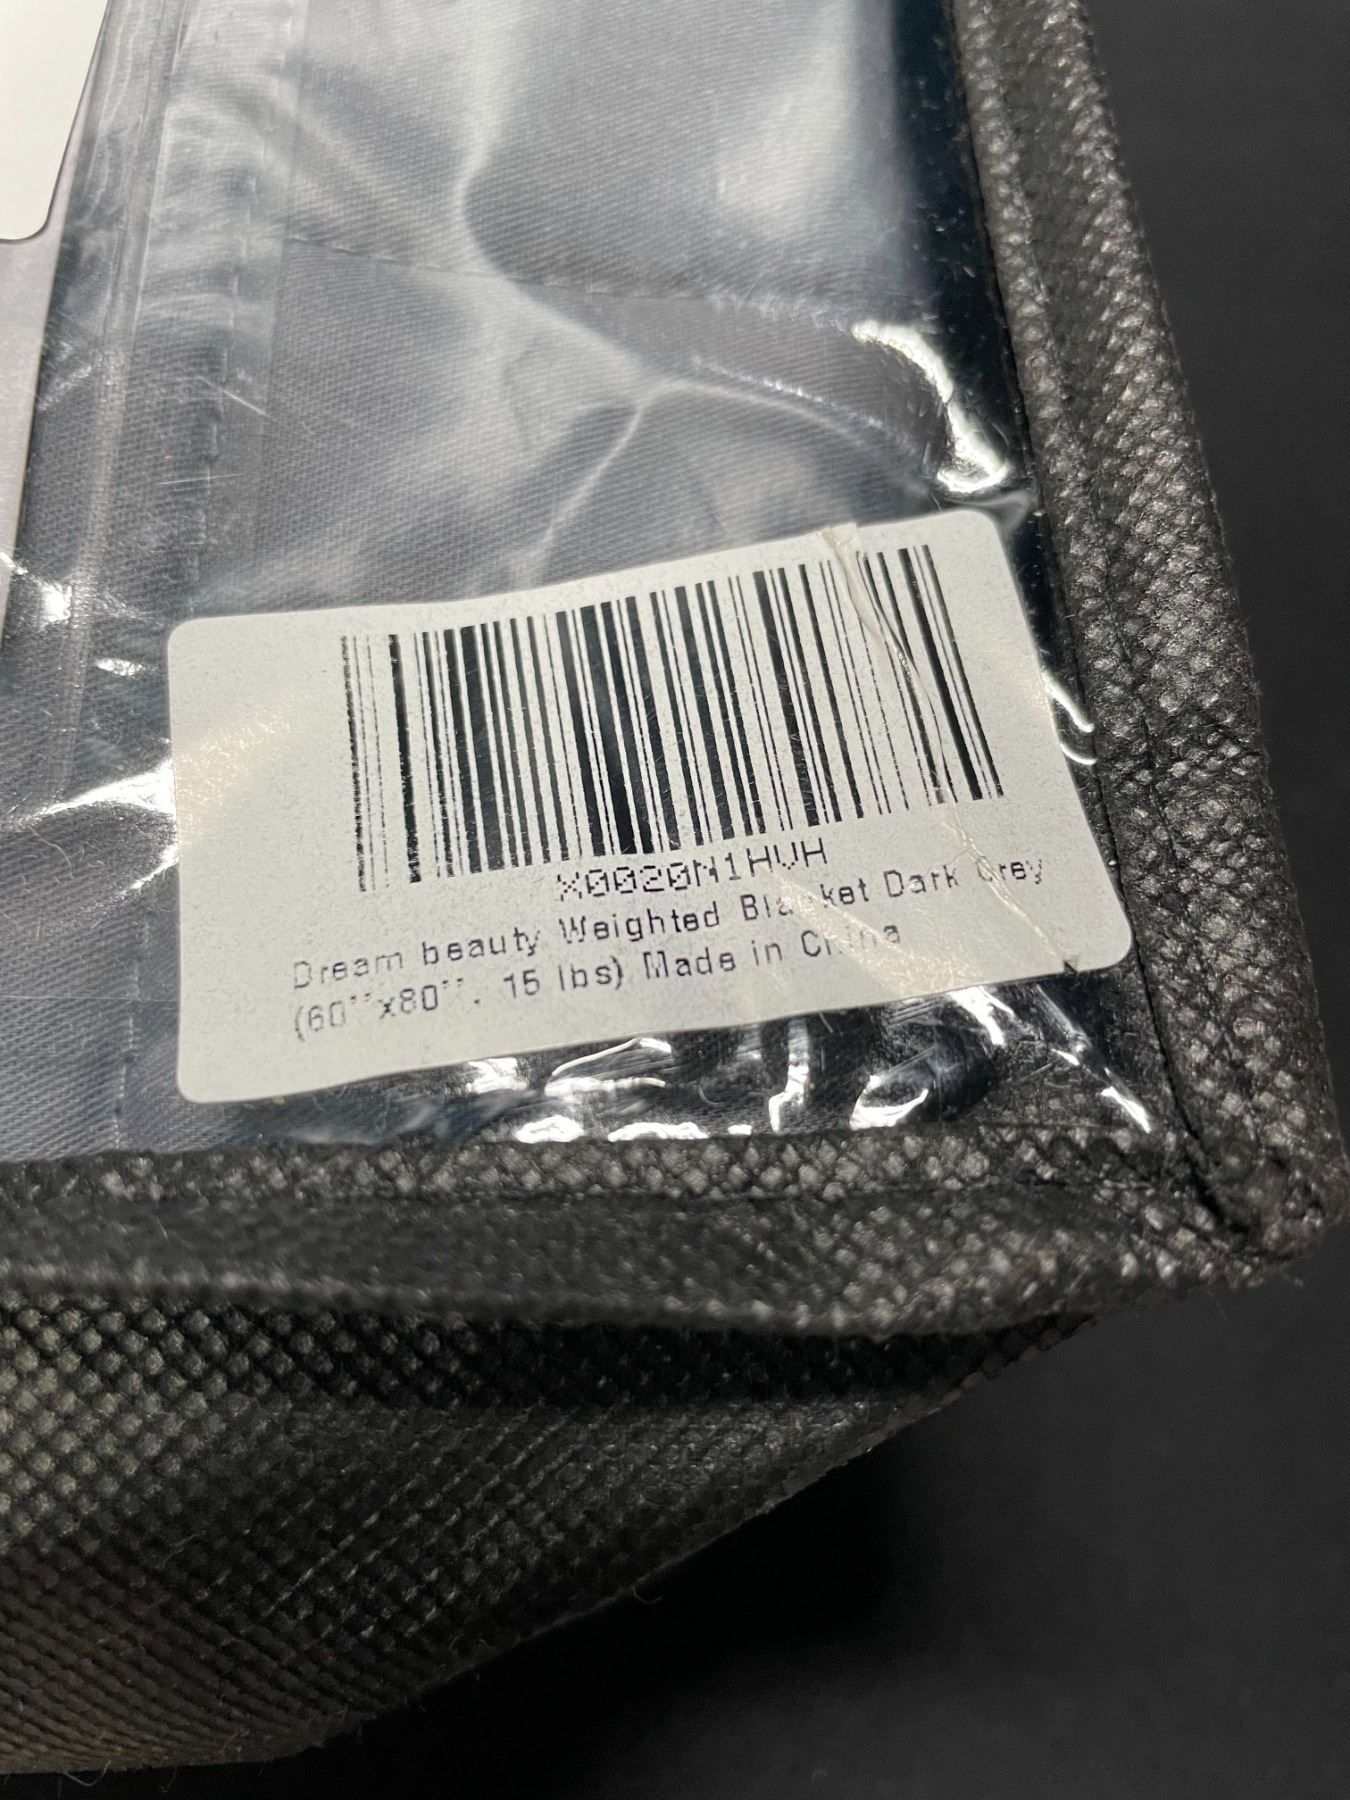 X0020N1HVH
Dream beauty Weighted Blanket Dark Grey
(60''x80'', 15 lbs) Made in China